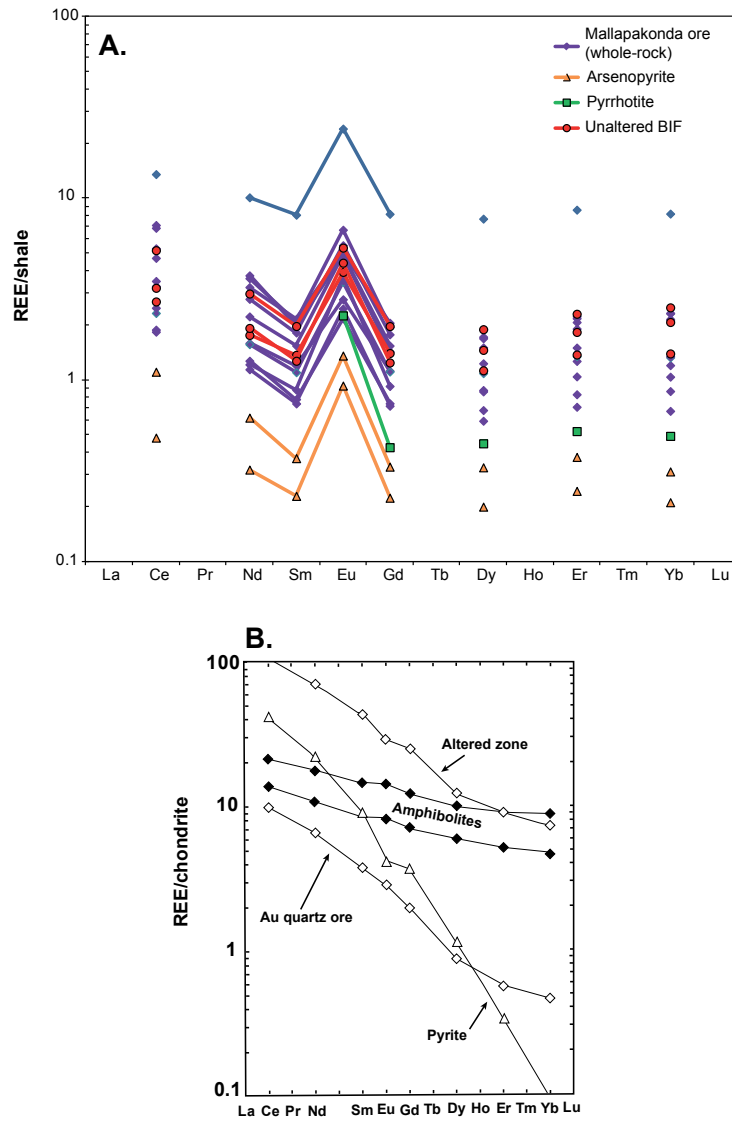 A.
100
10
1
0.1
REE/shale
Mallapakonda ore
(whole-rock)
Arsenopyrite
Pyrrhotite
Unaltered BIF
La Ce Pr Nd Sm Eu Gd Tb Dy Ho Er Tm Yb Lu
B.
100
10
1
0.1
REE/chondrite
Altered zone
Amphibolites
Au quartz ore
Pyrite
La Ce Pr Nd Sm Eu Gd Tb Dy Ho Er Tm Yb Lu